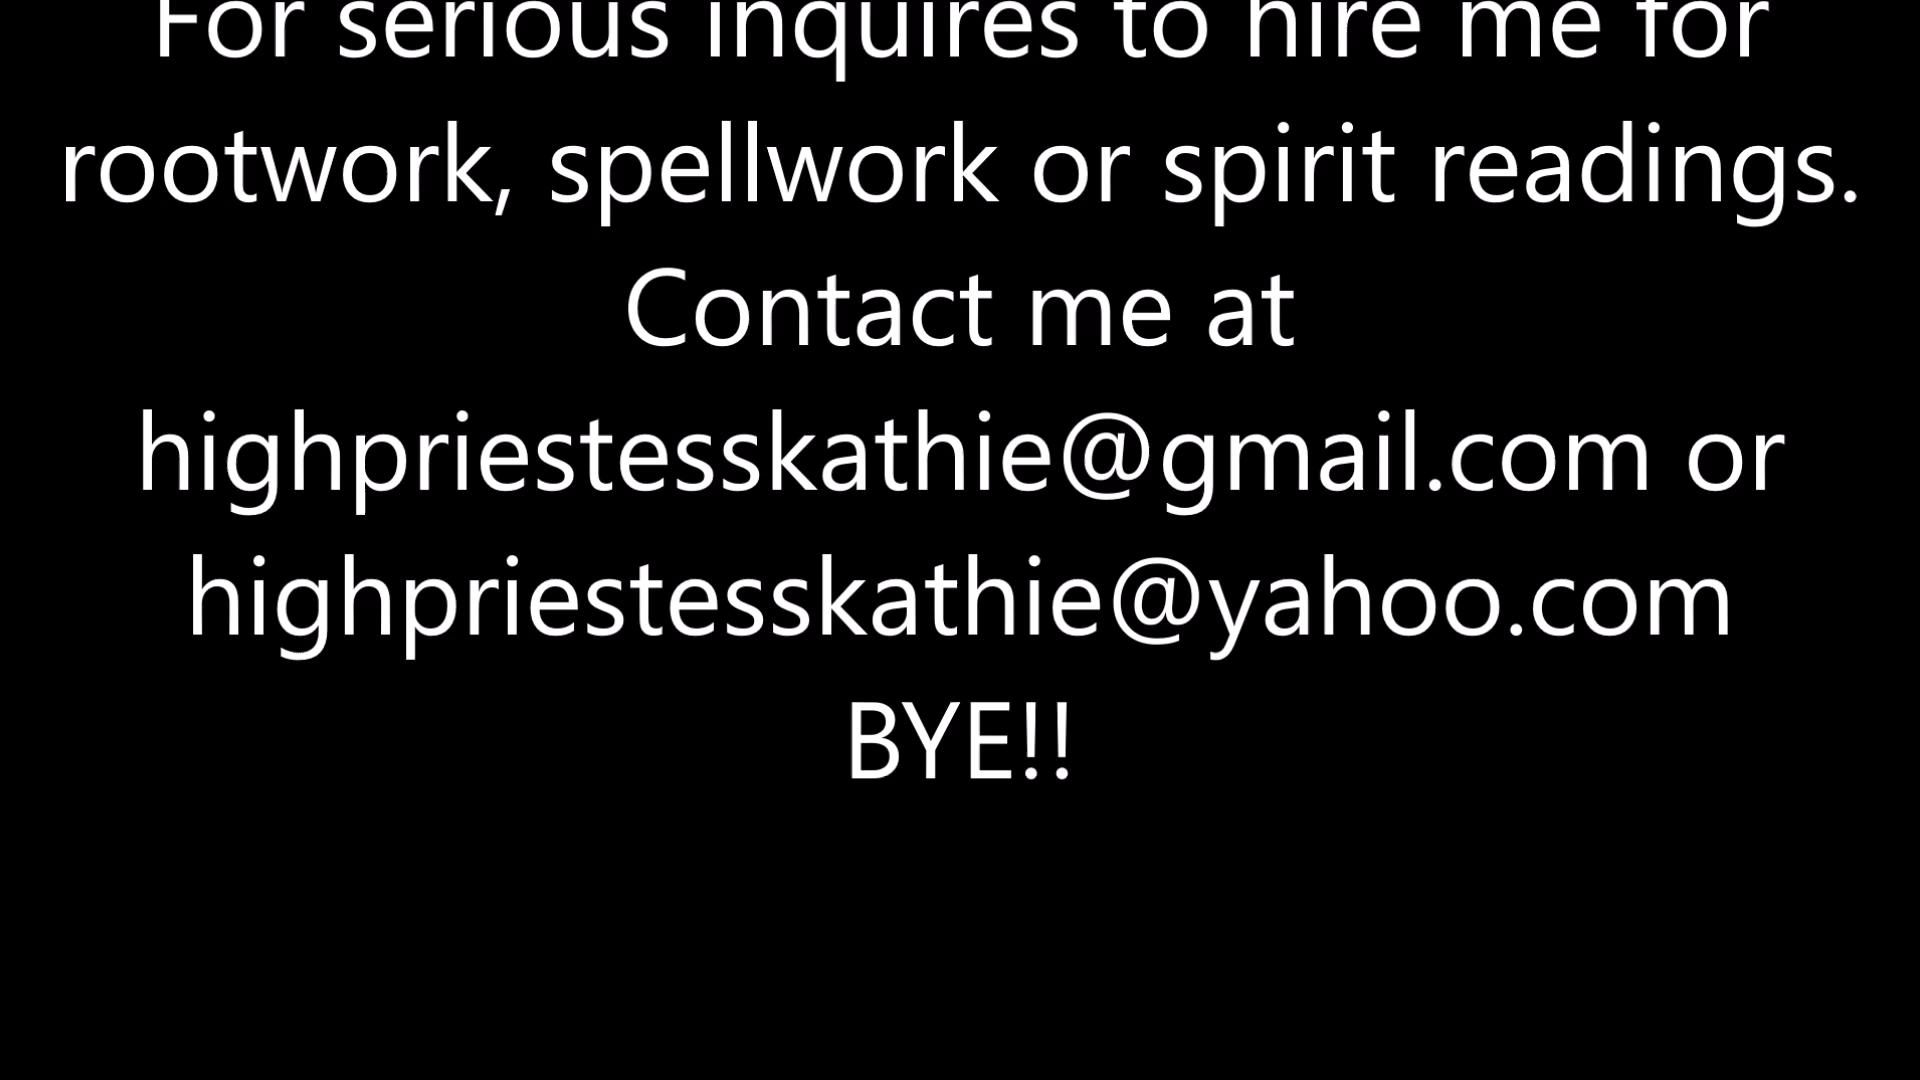 For serious inquires to hire me for
rootwork, spellwork or spirit readings.
Contact me at
highpriestesskathie@gmail.com or
highpriestesskathie@yahoo.com
BYE!!